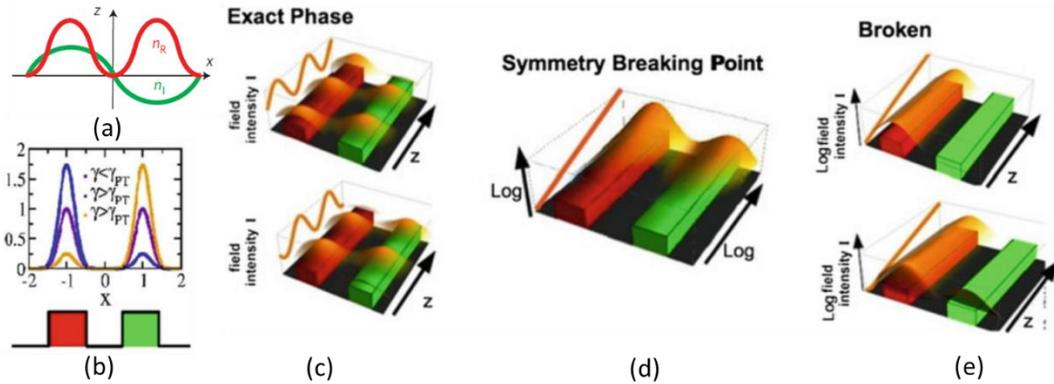 z
n_R
x
n_I
(a)
2
1.5
1
0.5
0
γ<γ_PT
γ>γ_PT
γ>γ_PT
-2 -1 0 1 2
X
(b)
Exact Phase
field
intensity I
Z
field
intensity I
Z
(c)
Symmetry Breaking Point
Log
Log
(d)
Broken
Log field
intensity I
Z
Log field
intensity I
Z
(e)